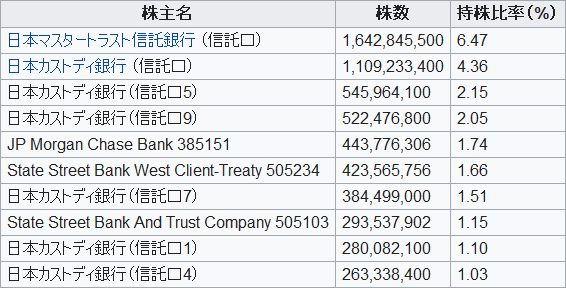 株主名 株数 持株比率(%)
日本マスタートラスト信託銀行 (信託口) 1,642,845,500 6.47
日本カストディ銀行 (信託口) 1,109,233,400 4.36
日本カストディ銀行(信託口5) 545,964,100 2.15
日本カストディ銀行(信託口9) 522,476,800 2.05
JP Morgan Chase Bank 385151 443,776,306 1.74
State Street Bank West Client-Treaty 505234 423,565,756 1.66
日本カストディ銀行(信託口7) 384,499,000 1.51
State Street Bank And Trust Company 505103 293,537,902 1.15
日本カストディ銀行(信託口1) 280,082,100 1.10
日本カストディ銀行(信託口4) 263,338,400 1.03